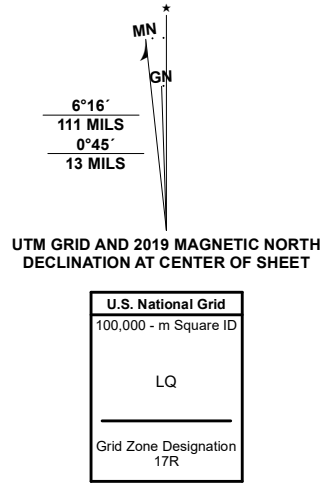 ★
MN
GN
6°16´
111 MILS
0°45´
13 MILS
UTM GRID AND 2019 MAGNETIC NORTH
DECLINATION AT CENTER OF SHEET
U.S. National Grid
100,000 - m Square ID
LQ
Grid Zone Designation
17R